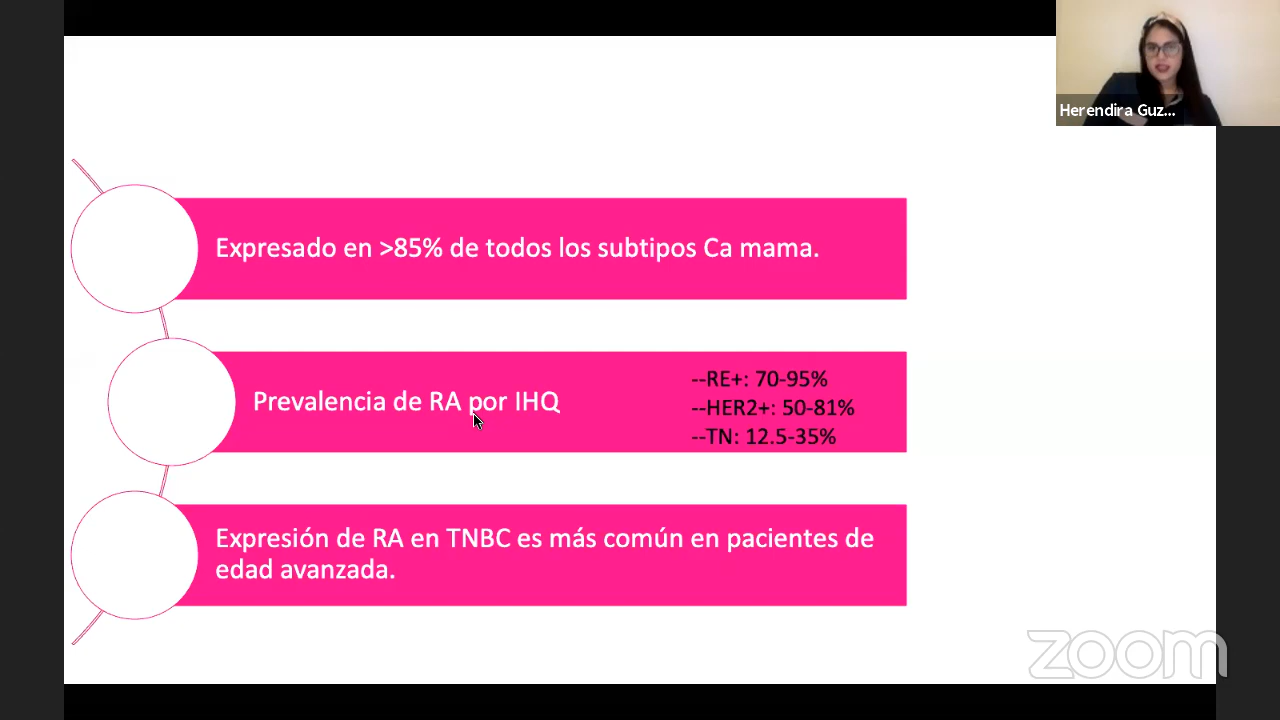 Herendira Guz...
Expresado en >85% de todos los subtipos Ca mama.
Prevalencia de RA por IHQ
--RE+: 70-95%
--HER2+: 50-81%
--TN: 12.5-35%
Expresión de RA en TNBC es más común en pacientes de
edad avanzada.
zoom